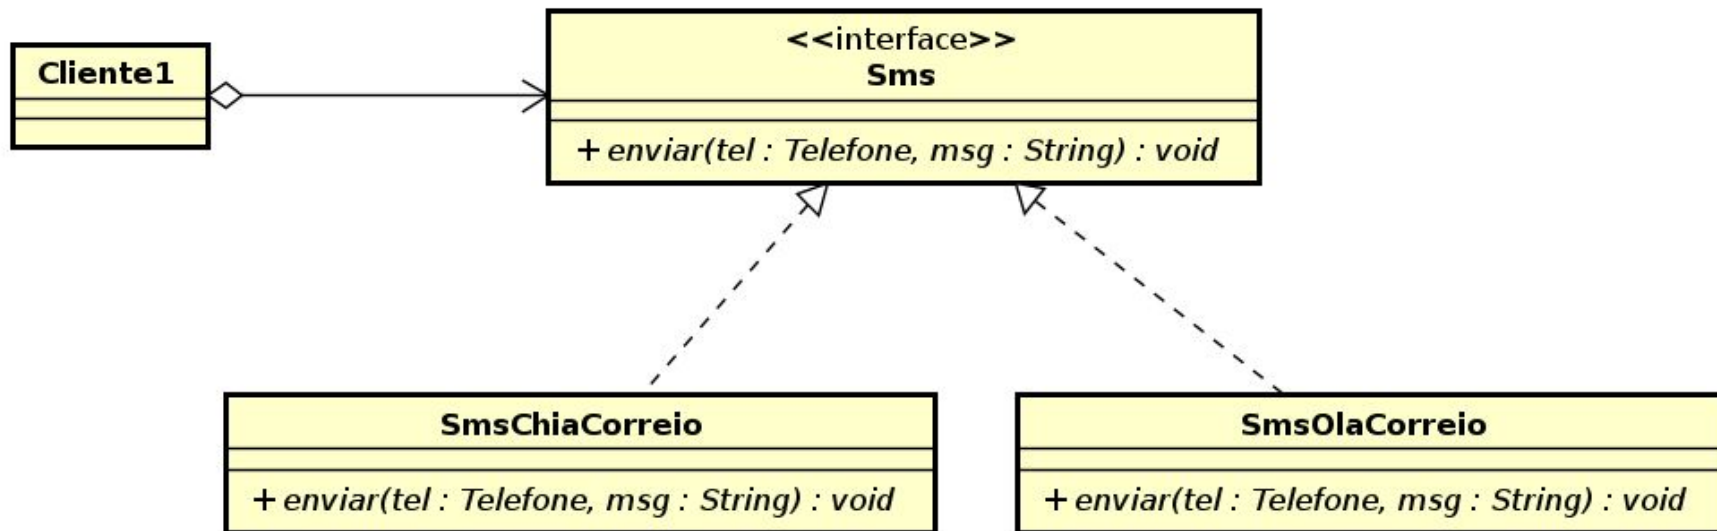 Cliente1
<<interface>>
Sms
+ enviar(tel : Telefone, msg : String) : void
SmsChiaCorreio
+ enviar(tel : Telefone, msg : String) : void
SmsOlaCorreio
+ enviar(tel : Telefone, msg : String) : void